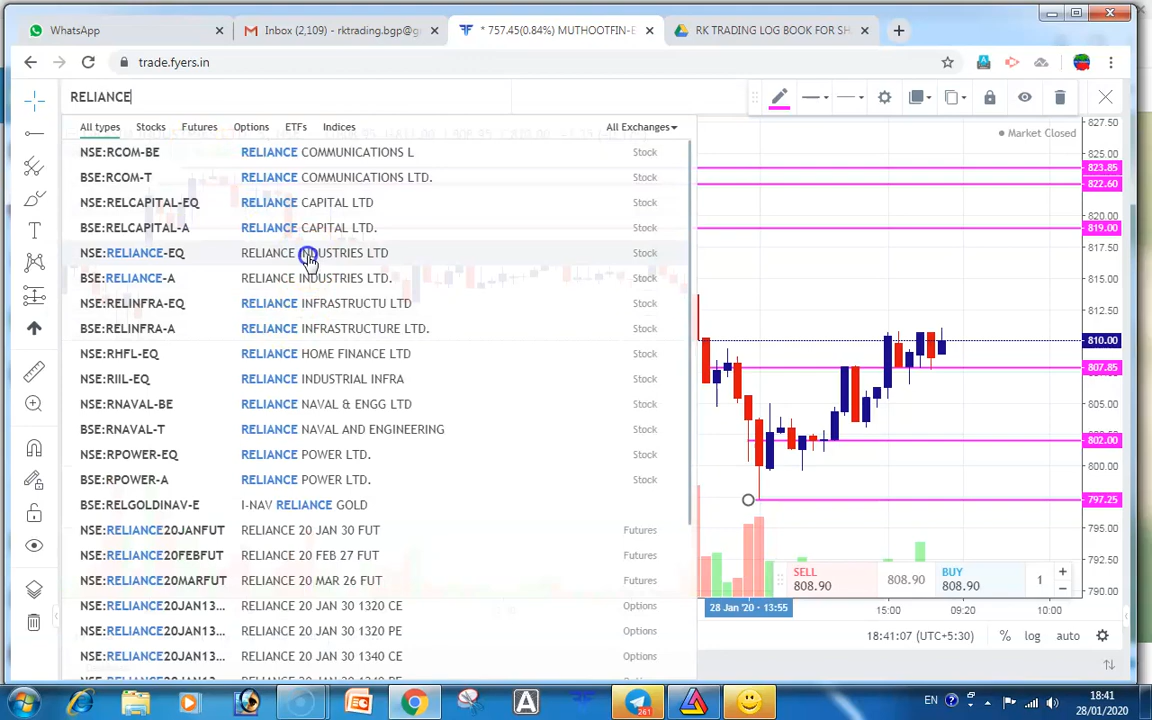 WhatsApp
Inbox (2,109) - rktrading.bgp@g
* 757.45(0.84%) MUTHOOTFIN-E
RK TRADING LOG BOOK FOR SH
trade.fyers.in
RELIANCE
All types Stocks Futures Options ETFs Indices All Exchanges
NSE:RCOM-BE RELIANCE COMMUNICATIONS L Stock
BSE:RCOM-T RELIANCE COMMUNICATIONS LTD. Stock
NSE:RELCAPITAL-EQ RELIANCE CAPITAL LTD Stock
BSE:RELCAPITAL-A RELIANCE CAPITAL LTD. Stock
NSE:RELIANCE-EQ RELIANCE INDUSTRIES LTD Stock
BSE:RELIANCE-A RELIANCE INDUSTRIES LTD. Stock
NSE:RELINFRA-EQ RELIANCE INFRASTRUCTU LTD Stock
BSE:RELINFRA-A RELIANCE INFRASTRUCTURE LTD. Stock
NSE:RHFL-EQ RELIANCE HOME FINANCE LTD Stock
NSE:RIIL-EQ RELIANCE INDUSTRIAL INFRA Stock
NSE:RNAVAL-BE RELIANCE NAVAL & ENGG LTD Stock
BSE:RNAVAL-T RELIANCE NAVAL AND ENGINEERING Stock
NSE:RPOWER-EQ RELIANCE POWER LTD. Stock
BSE:RPOWER-A RELIANCE POWER LTD. Stock
BSE:RELGOLDINAV-E I-NAV RELIANCE GOLD Stock
NSE:RELIANCE20JANFUT RELIANCE 20 JAN 30 FUT Futures
NSE:RELIANCE20FEBFUT RELIANCE 20 FEB 27 FUT Futures
NSE:RELIANCE20MARFUT RELIANCE 20 MAR 26 FUT Futures
NSE:RELIANCE20JAN13... RELIANCE 20 JAN 30 1320 CE Options
NSE:RELIANCE20JAN13... RELIANCE 20 JAN 30 1320 PE Options
NSE:RELIANCE20JAN13... RELIANCE 20 JAN 30 1340 CE Options
Market Closed
827.50
823.85
822.60
820.00
819.00
817.50
815.00
812.50
810.00
807.85
805.00
802.00
800.00
797.25
795.00
792.50
790.00
SELL
808.90
808.90
BUY
808.90
1
+
−
28 Jan '20 - 13:55
15:00 09:20 10:00
18:41:07 (UTC+5:30) % log auto
261
A
EN
18:41
28/01/2020